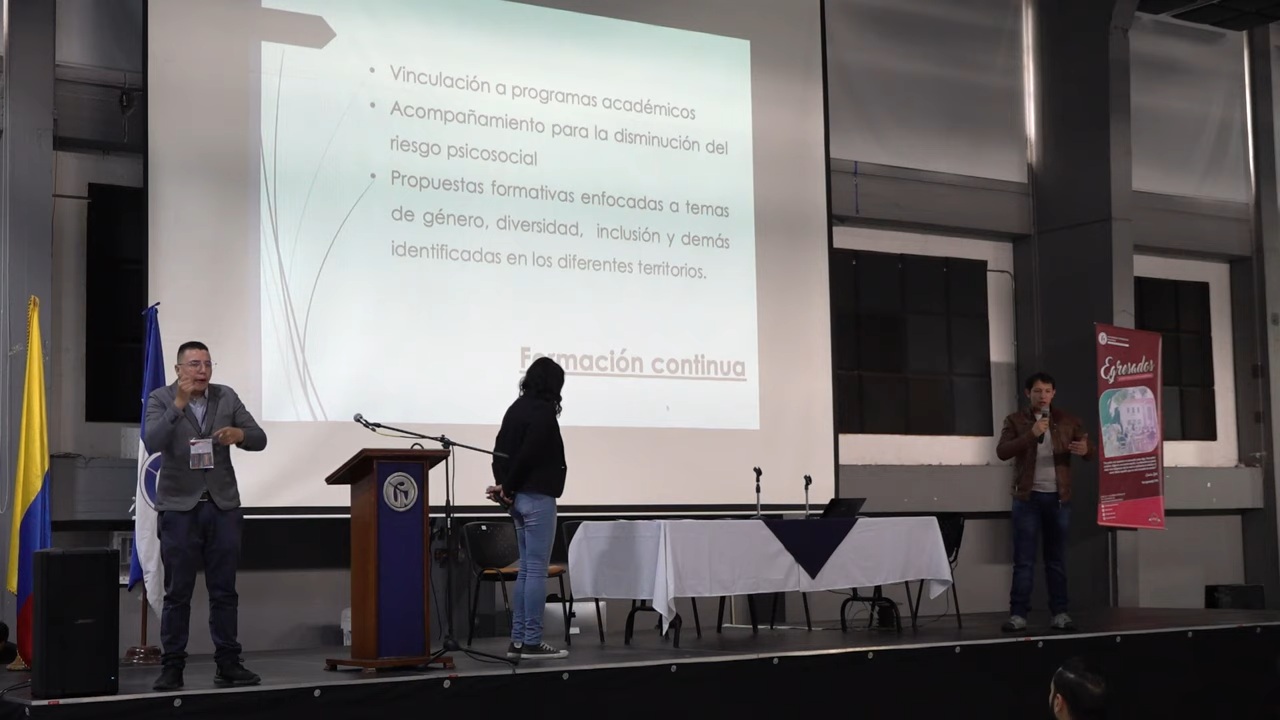 • Vinculación a programas académicos
• Acompañamiento para la disminución del
riesgo psicosocial
• Propuestas formativas enfocadas a temas
de género, diversidad, inclusión y demás
identificadas en los diferentes territorios.
Formación continua
Egresados